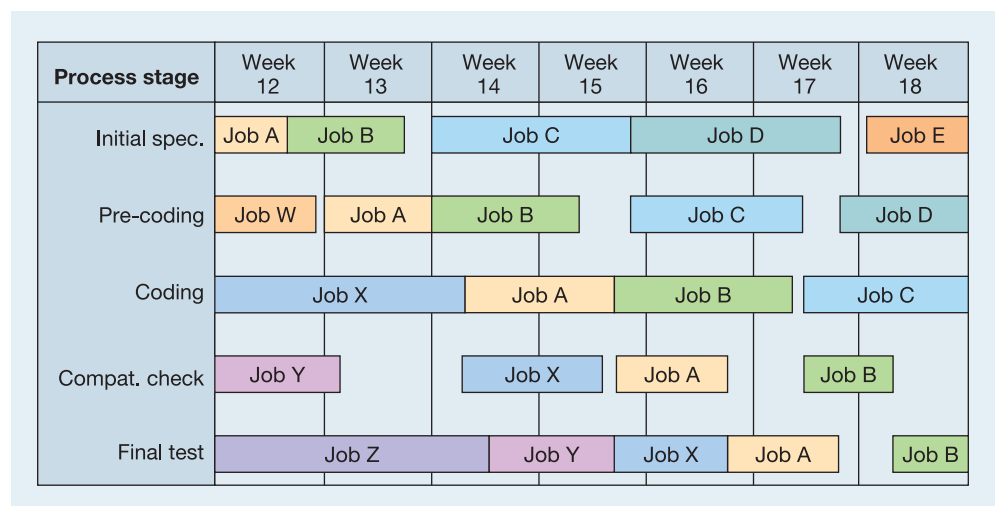 Process stage
Week 12
Week 13
Week 14
Week 15
Week 16
Week 17
Week 18
Initial spec.
Job A
Job B
Job C
Job D
Job E
Pre-coding
Job W
Job A
Job B
Job C
Job D
Coding
Job X
Job A
Job B
Job C
Compat. check
Job Y
Job X
Job A
Job B
Final test
Job Z
Job Y
Job X
Job A
Job B